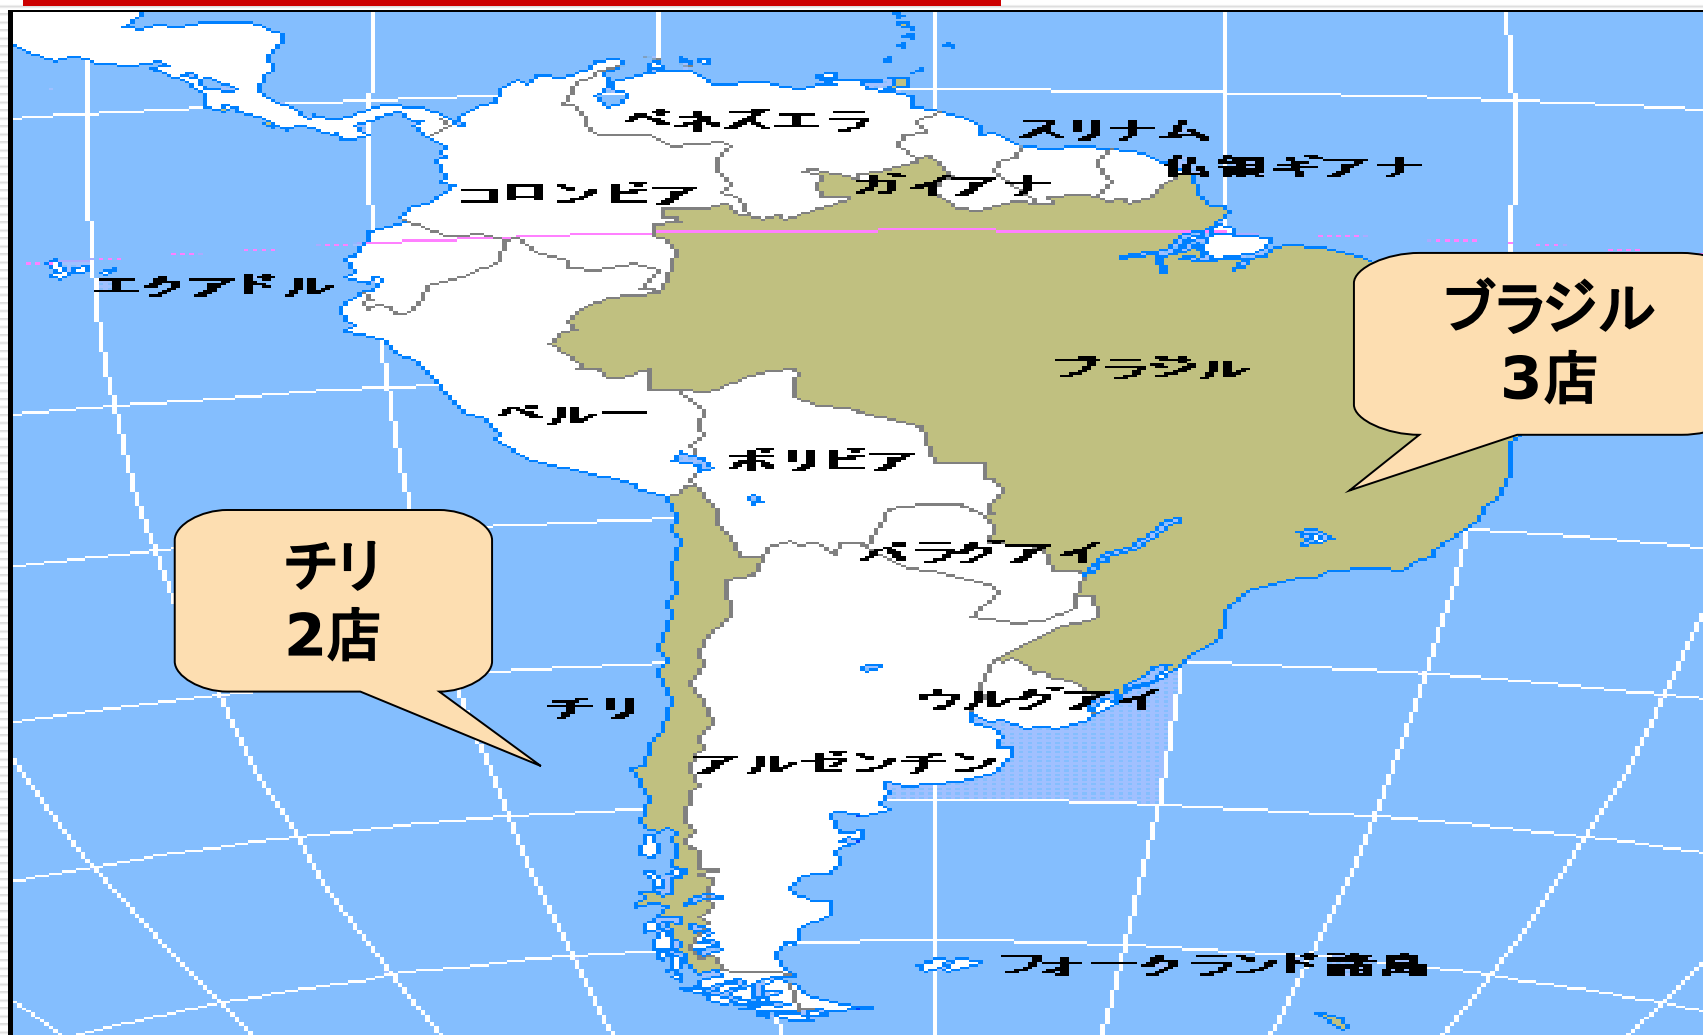 ベネズエラ
スリナム
仏領ギアナ
コロンビア
ガイアナ
エクアドル
ブラジル
3店
ブラジル
ペルー
ボリビア
チリ
2店
パラグアイ
チリ
ウルグアイ
アルゼンチン
フォークランド諸島